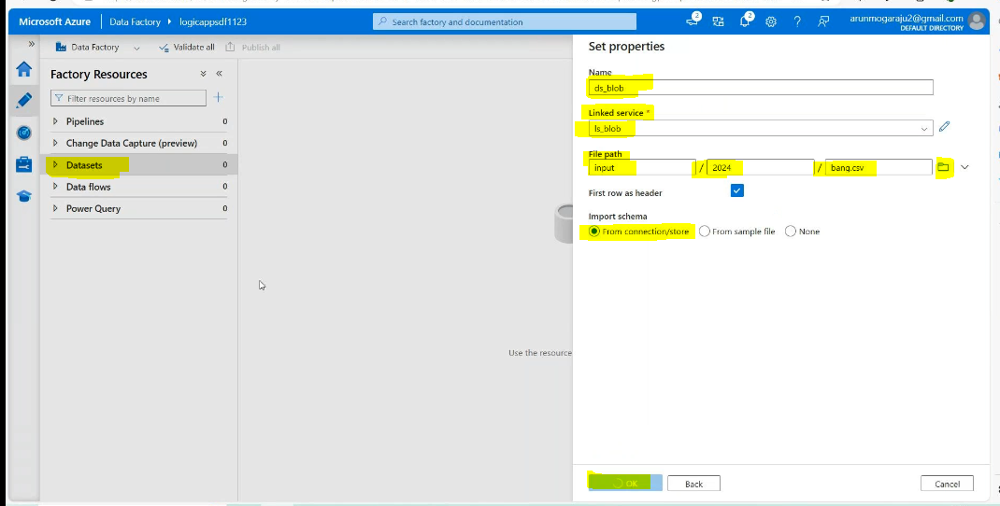 Microsoft Azure
Data Factory
logicappsdf1123
Search factory and documentation
2
2
arunmogaraju2@gmail.com
DEFAULT DIRECTORY
Data Factory
Validate all
Publish all
Factory Resources
Filter resources by name
Pipelines 0
Change Data Capture (preview) 0
Datasets 0
Data flows 0
Power Query 0
Use the resource
Set properties
Name
ds_blob
Linked service *
ls_blob
File path
input / 2024 / bang.csv
First row as header
Import schema
From connection/store From sample file None
OK Back Cancel